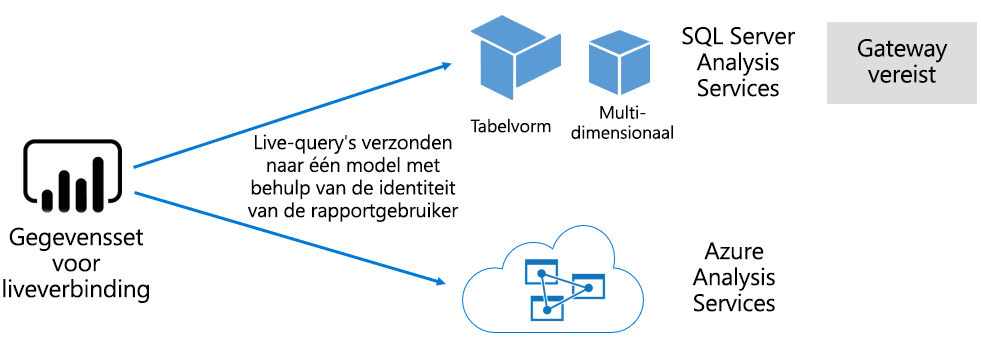 SQL Server
Analysis
Services
Gateway
vereist
Tabelvorm
Multi-
dimensionaal
Live-query's verzonden
naar één model met
behulp van de identiteit
van de rapportgebruiker
Gegevensset
voor
liveverbinding
Azure
Analysis
Services